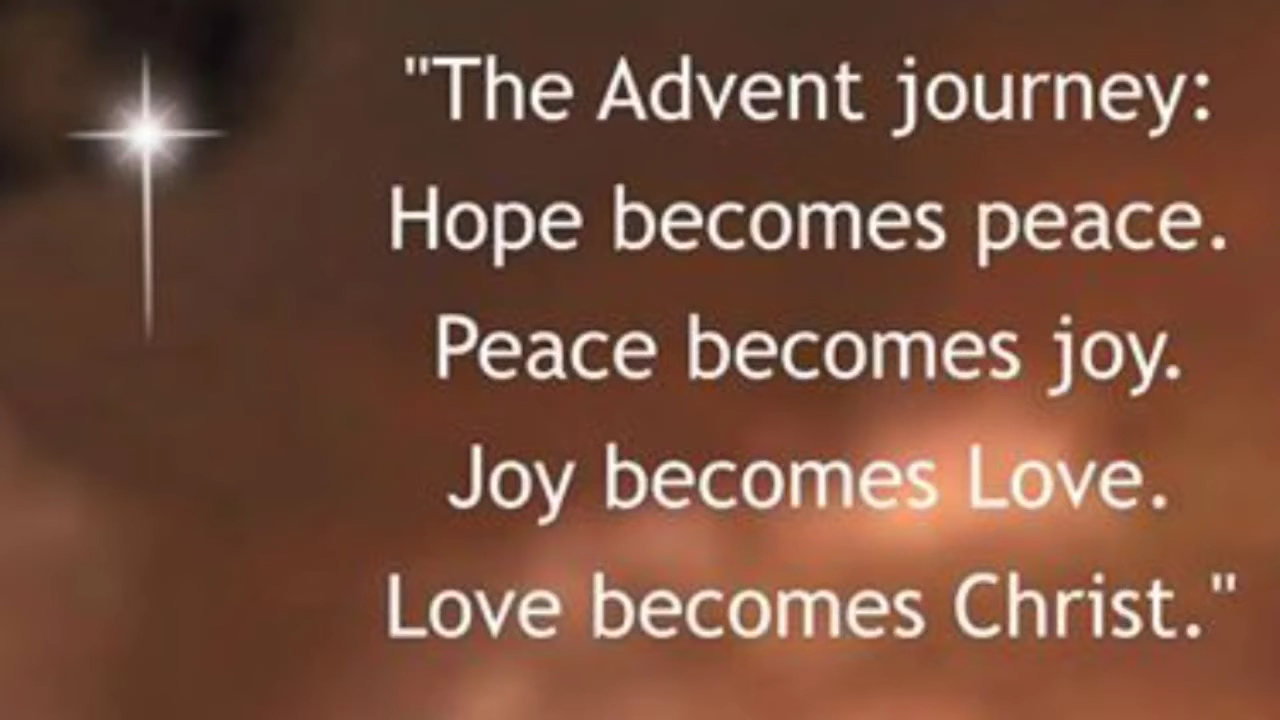 "The Advent journey:
Hope becomes peace.
Peace becomes joy.
Joy becomes Love.
Love becomes Christ."